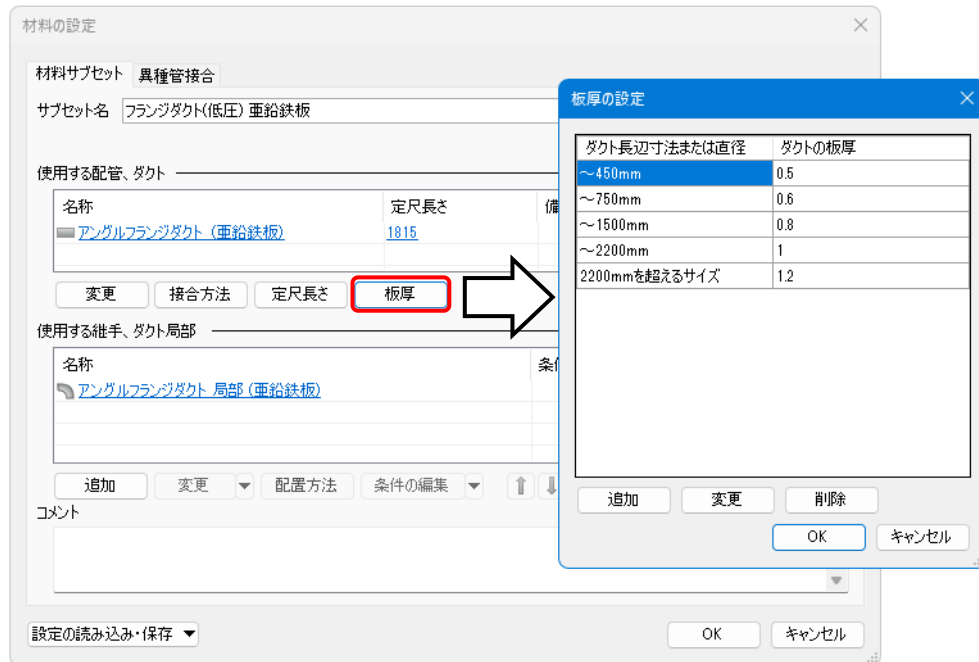 材料の設定
材料サブセット 異種管接合
サブセット名 フランジダクト(低圧) 亜鉛鉄板
使用する配管、ダクト
名称 定尺長さ 備
アングルフランジダクト (亜鉛鉄板) 1815
変更 接合方法 定尺長さ 板厚
使用する継手、ダクト局部
名称 条件
アングルフランジダクト 局部 (亜鉛鉄板)
追加 変更 配置方法 条件の編集
コメント
設定の読み込み・保存 OK キャンセル
板厚の設定
ダクト長辺寸法または直径 ダクトの板厚
～450mm 0.5
～750mm 0.6
～1500mm 0.8
～2200mm 1
2200mmを超えるサイズ 1.2
追加 変更 削除
OK キャンセル